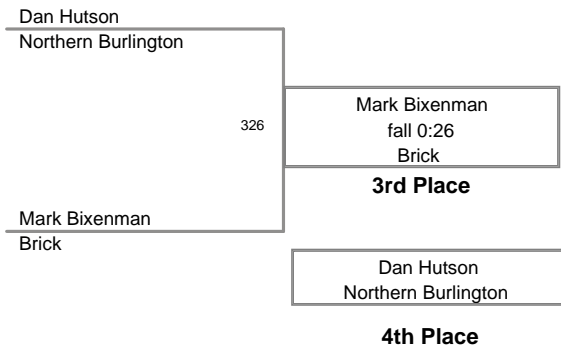 Dan Hutson
Northern Burlington
326
Mark Bixenman
fall 0:26
Brick
3rd Place
Mark Bixenman
Brick
Dan Hutson
Northern Burlington
4th Place